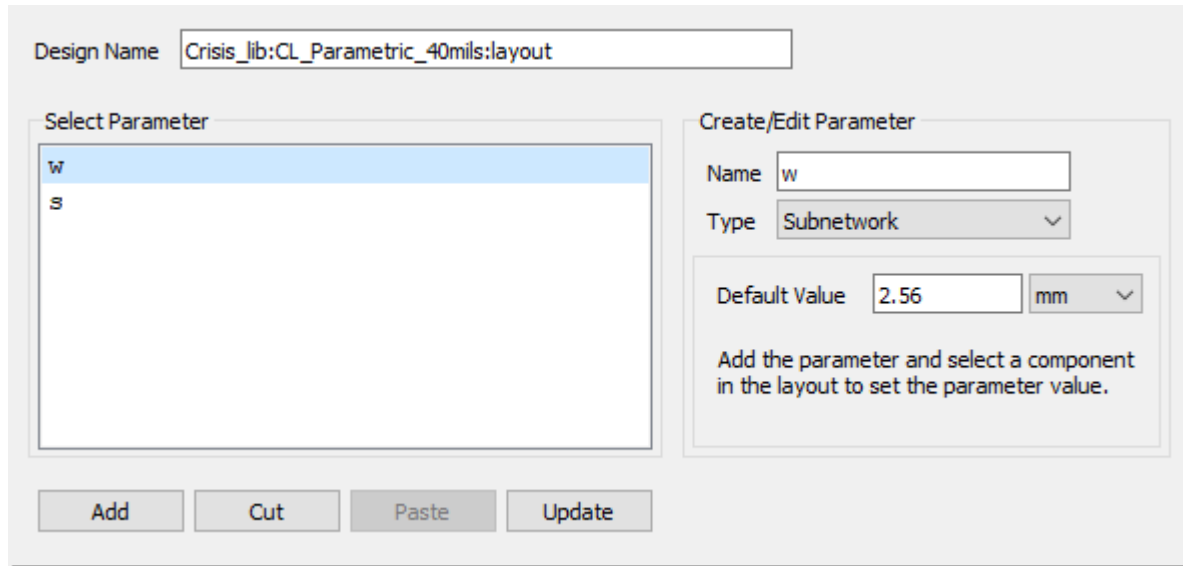 Design Name Crisis_lib:CL_Parametric_40mils:layout
Select Parameter
w
s
Create/Edit Parameter
Name w
Type Subnetwork
Default Value 2.56 mm
Add the parameter and select a component
in the layout to set the parameter value.
Add Cut Paste Update